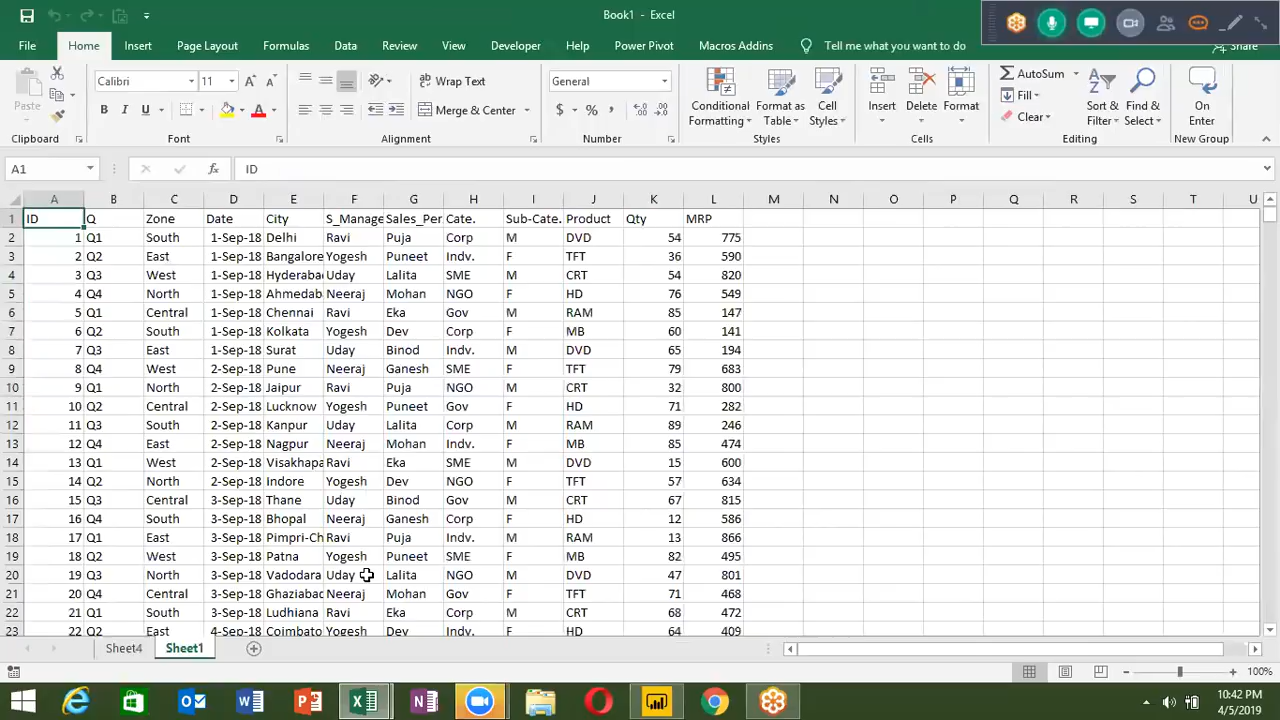 Book1 - Excel
File Home Insert Page Layout Formulas Data Review View Developer Help Power Pivot Macros Addins Tell me what you want to do Share
Paste Calibri 11 Wrap Text General Conditional Formatting Format as Table Cell Styles Insert Delete Format AutoSum Fill Clear Sort & Filter Find & Select On Enter
B I U Merge & Center $ %
Clipboard Font Alignment Number Styles Cells Editing New Group
A1 fx ID
A B C D E F G H I J K L M N O P Q R S T U
1 ID Q Zone Date City S_Manage Sales_Per Cate. Sub-Cate. Product Qty MRP
2 1 Q1 South 1-Sep-18 Delhi Ravi Puja Corp M DVD 54 775
3 2 Q2 East 1-Sep-18 Bangalore Yogesh Puneet Indv. F TFT 36 590
4 3 Q3 West 1-Sep-18 Hyderabac Uday Lalita SME M CRT 54 820
5 4 Q4 North 1-Sep-18 Ahmedab Neeraj Mohan NGO F HD 76 549
6 5 Q1 Central 1-Sep-18 Chennai Ravi Eka Gov M RAM 85 147
7 6 Q2 South 1-Sep-18 Kolkata Yogesh Dev Corp F MB 60 141
8 7 Q3 East 1-Sep-18 Surat Uday Binod Indv. M DVD 65 194
9 8 Q4 West 2-Sep-18 Pune Neeraj Ganesh SME F TFT 79 683
10 9 Q1 North 2-Sep-18 Jaipur Ravi Puja NGO M CRT 32 800
11 10 Q2 Central 2-Sep-18 Lucknow Yogesh Puneet Gov F HD 71 282
12 11 Q3 South 2-Sep-18 Kanpur Uday Lalita Corp M RAM 89 246
13 12 Q4 East 2-Sep-18 Nagpur Neeraj Mohan Indv. F MB 85 474
14 13 Q1 West 2-Sep-18 Visakhapa Ravi Eka SME M DVD 15 600
15 14 Q2 North 2-Sep-18 Indore Yogesh Dev NGO F TFT 57 634
16 15 Q3 Central 3-Sep-18 Thane Uday Binod Gov M CRT 67 815
17 16 Q4 South 3-Sep-18 Bhopal Neeraj Ganesh Corp F HD 12 586
18 17 Q1 East 3-Sep-18 Pimpri-Ch Ravi Puja Indv. M RAM 13 866
19 18 Q2 West 3-Sep-18 Patna Yogesh Puneet SME F MB 82 495
20 19 Q3 North 3-Sep-18 Vadodara Uday Lalita NGO M DVD 47 801
21 20 Q4 Central 3-Sep-18 Ghaziabac Neeraj Mohan Gov F TFT 71 468
22 21 Q1 South 3-Sep-18 Ludhiana Ravi Eka Corp M CRT 68 472
23 22 Q2 East 4-Sep-18 Coimbato Yogesh Dev Indv. F HD 64 409
Sheet4 Sheet1
100%
10:42 PM
4/5/2019